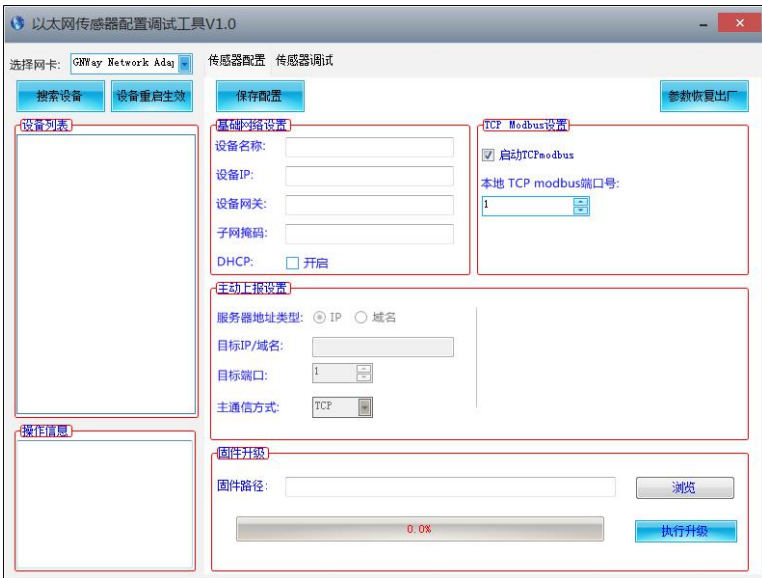 以太网传感器配置调试工具V1.0
选择网卡: GNWay Network Adaj
传感器配置 传感器调试
搜索设备 设备重启生效 保存配置 参数恢复出厂
设备列表
基础网络设置
设备名称:
设备IP:
设备网关:
子网掩码:
DHCP: 开启
TCP Modbus设置
启动TCPmodbus
本地 TCP modbus端口号:
1
主动上报设置
服务器地址类型: IP 域名
目标IP/域名:
目标端口: 1
主通信方式: TCP
操作信息
固件升级
固件路径: 浏览
0.0% 执行升级